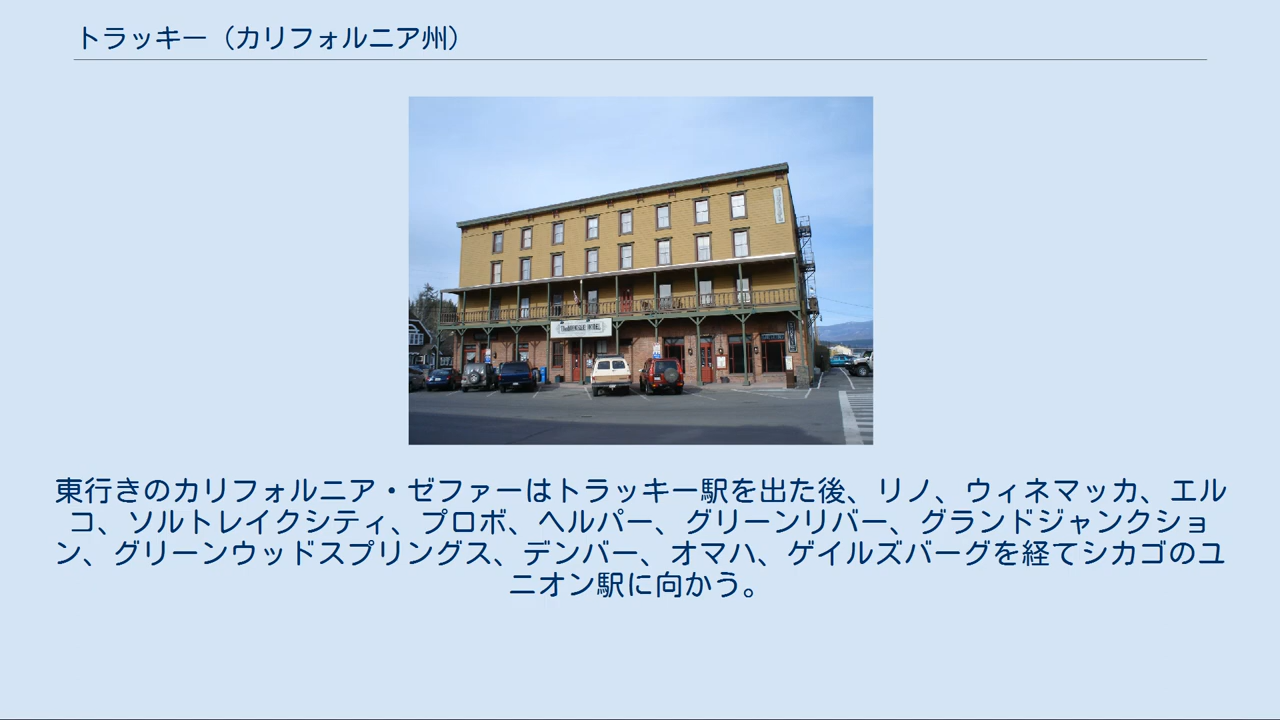 トラッキー（カリフォルニア州）
東行きのカリフォルニア・ゼファーはトラッキー駅を出た後、リノ、ウィネマッカ、エル
コ、ソルトレイクシティ、プロボ、ヘルパー、グリーンリバー、グランドジャンクショ
ン、グリーンウッドスプリングス、デンバー、オマハ、ゲイルズバーグを経てシカゴのユ
ニオン駅に向かう。